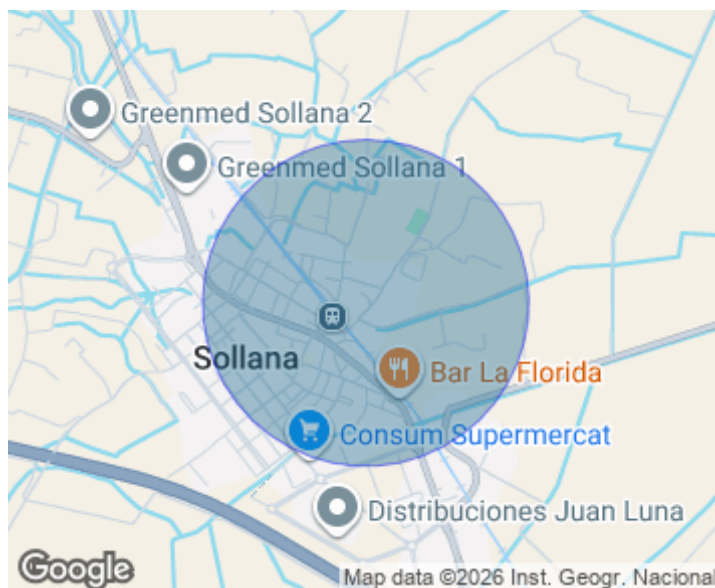 Greenmed Sollana 2
Greenmed Sollana 1
Sollana
Bar La Florida
Consum Supermercat
Distribuciones Juan Luna
Google
Map data ©2026 Inst. Geogr. Nacional